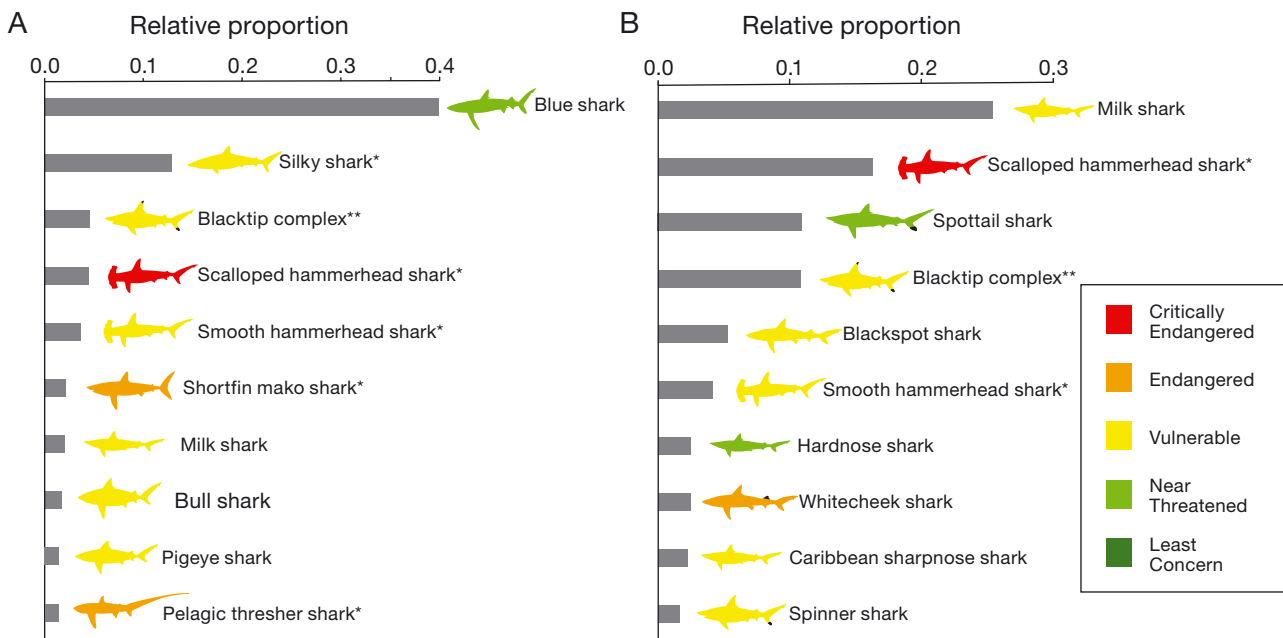 A
Relative proportion
0.0 0.1 0.2 0.3 0.4
Blue shark
Silky shark*
Blacktip complex**
Scalloped hammerhead shark*
Smooth hammerhead shark*
Shortfin mako shark*
Milk shark
Bull shark
Pigeye shark
Pelagic thresher shark*
B
Relative proportion
0.0 0.1 0.2 0.3
Milk shark
Scalloped hammerhead shark*
Spottail shark
Blacktip complex**
Blackspot shark
Smooth hammerhead shark*
Hardnose shark
Whitecheek shark
Caribbean sharpnose shark
Spinner shark
Critically
Endangered
Endangered
Vulnerable
Near
Threatened
Least
Concern